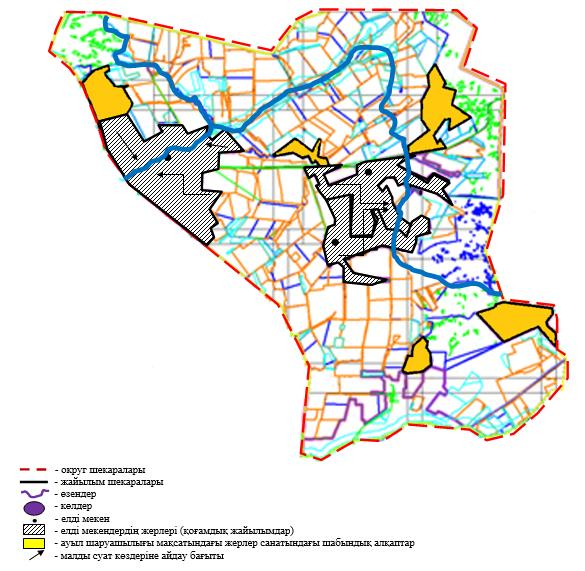 - округ шекаралары
- жайылым шекаралары
- өзендер
- көлдер
- елді мекен
- елді мекендердің жерлері (қоғамдық жайылымдар)
- ауыл шаруашылығы мақсатындағы жерлер санатындағы шабындық алқаптар
- малды суат көздеріне айдау бағыты